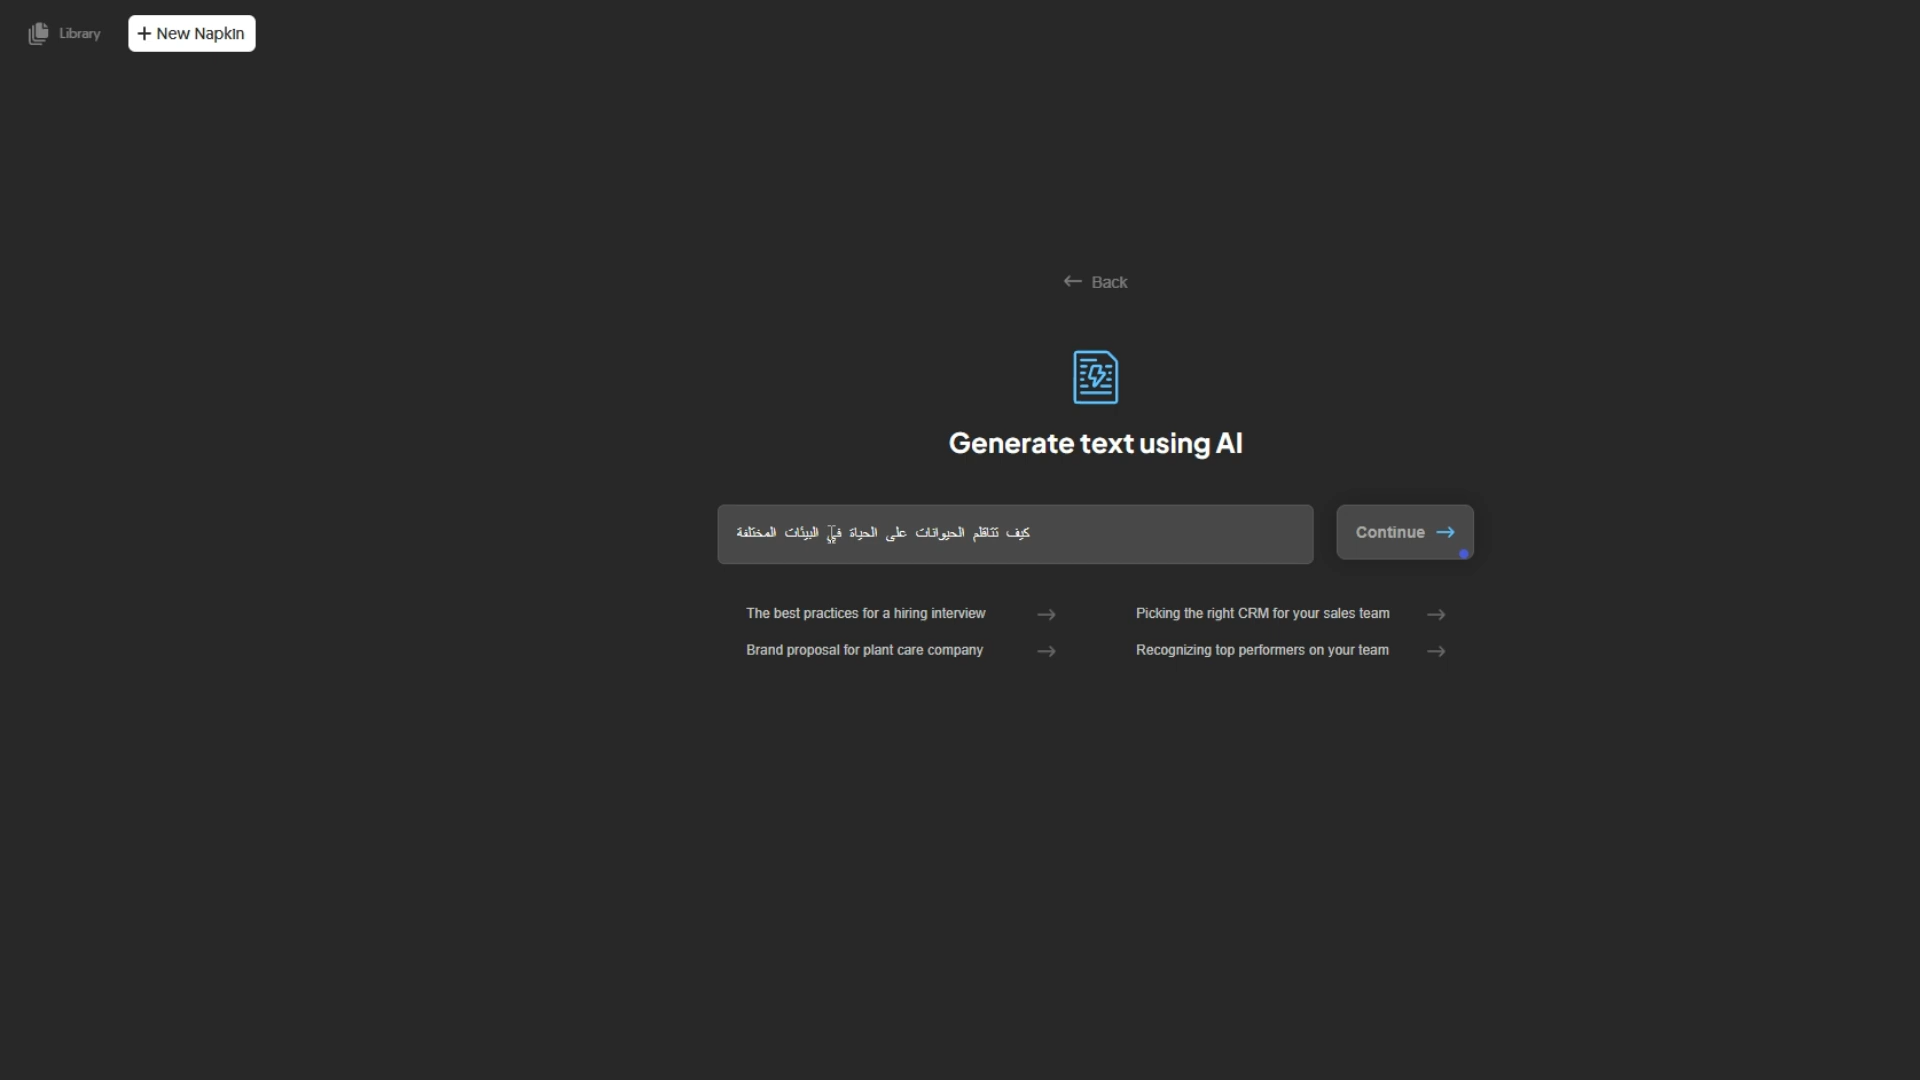 Library
+ New Napkin
← Back
Generate text using AI
كيف تتاقلم الحيوانات على الحياة في البيئات المختلفة
Continue →
The best practices for a hiring interview →
Picking the right CRM for your sales team →
Brand proposal for plant care company →
Recognizing top performers on your team →